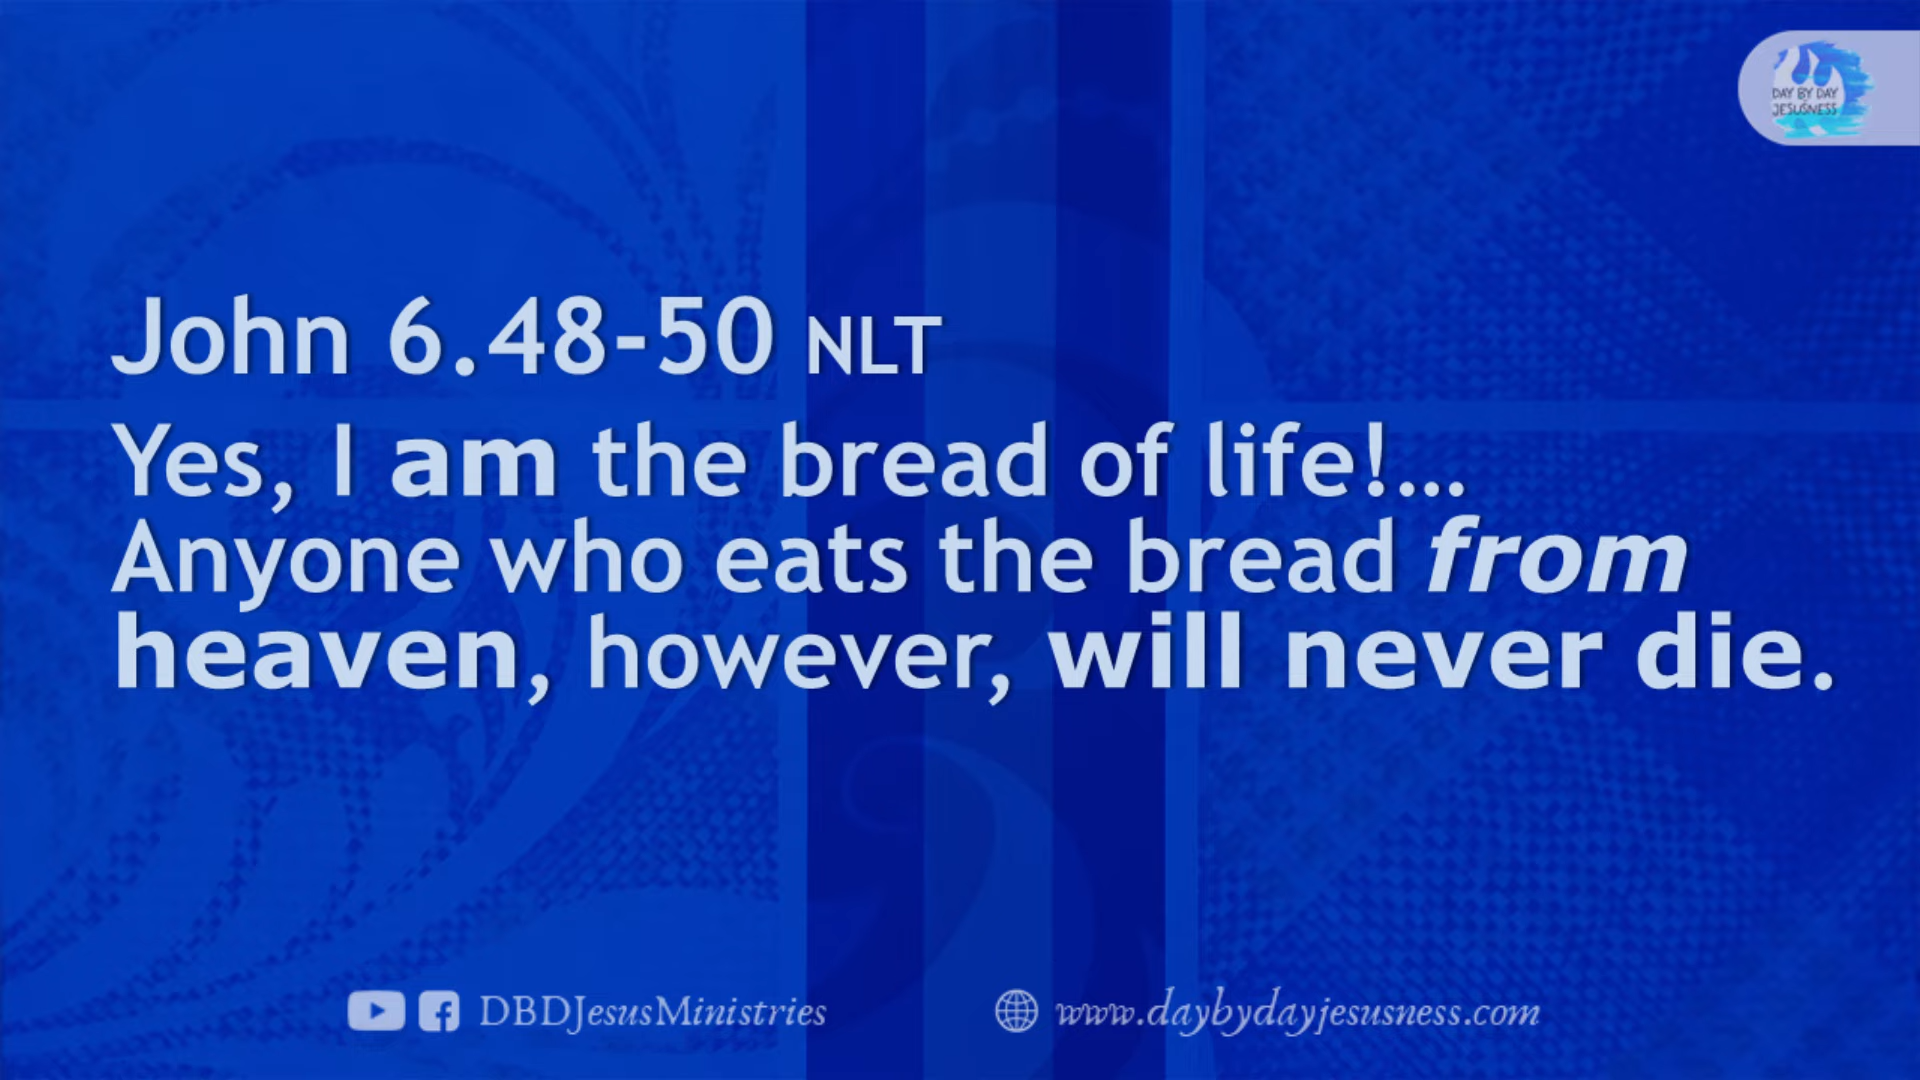 DAY BY DAY
JESUSNESS
John 6.48-50 NLT
Yes, I am the bread of life!...
Anyone who eats the bread from
heaven, however, will never die.
DBDJesusMinistries
www.daybydayjesusness.com